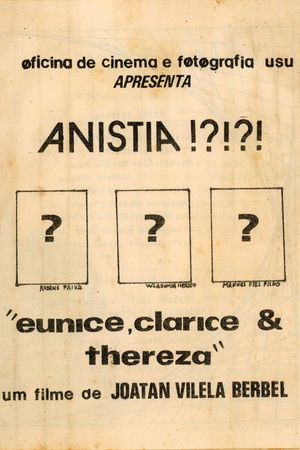 oficina de cinema e fotografia usu
APRESENTA
ANISTIA !?!?!
? ? ?
RUBENS PAIVA WLADIMIR HERZOG MANOEL FIEL FILHO
"eunice, clarice &
thereza"
um filme de JOATAN VILELA BERBEL